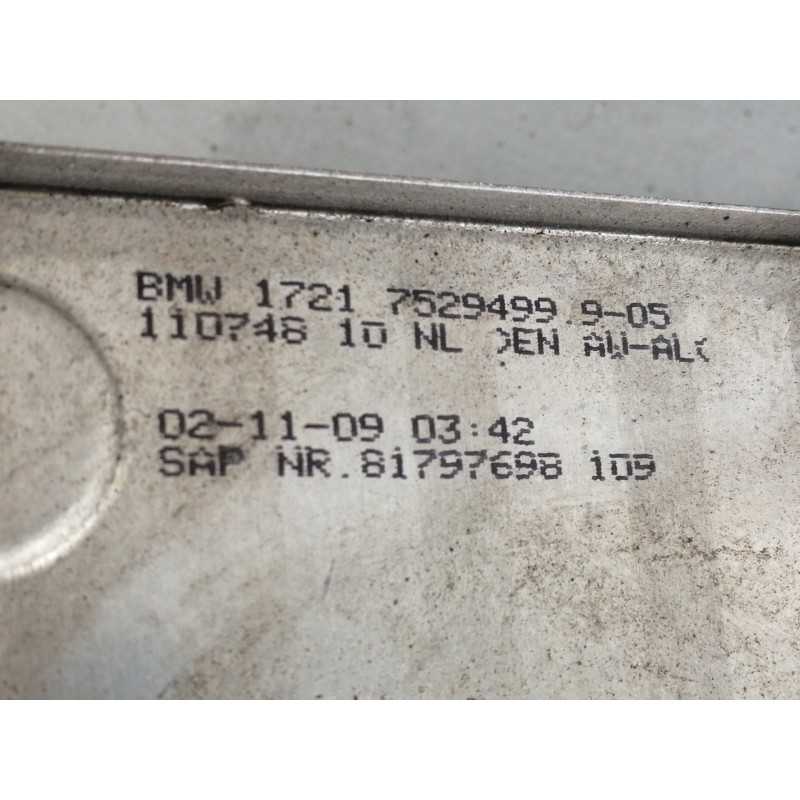 BMW 1721 7529499.9-05
110748 10 NL >EN AW-AL<
02-11-09 03:42
SAP NR.81797698 109